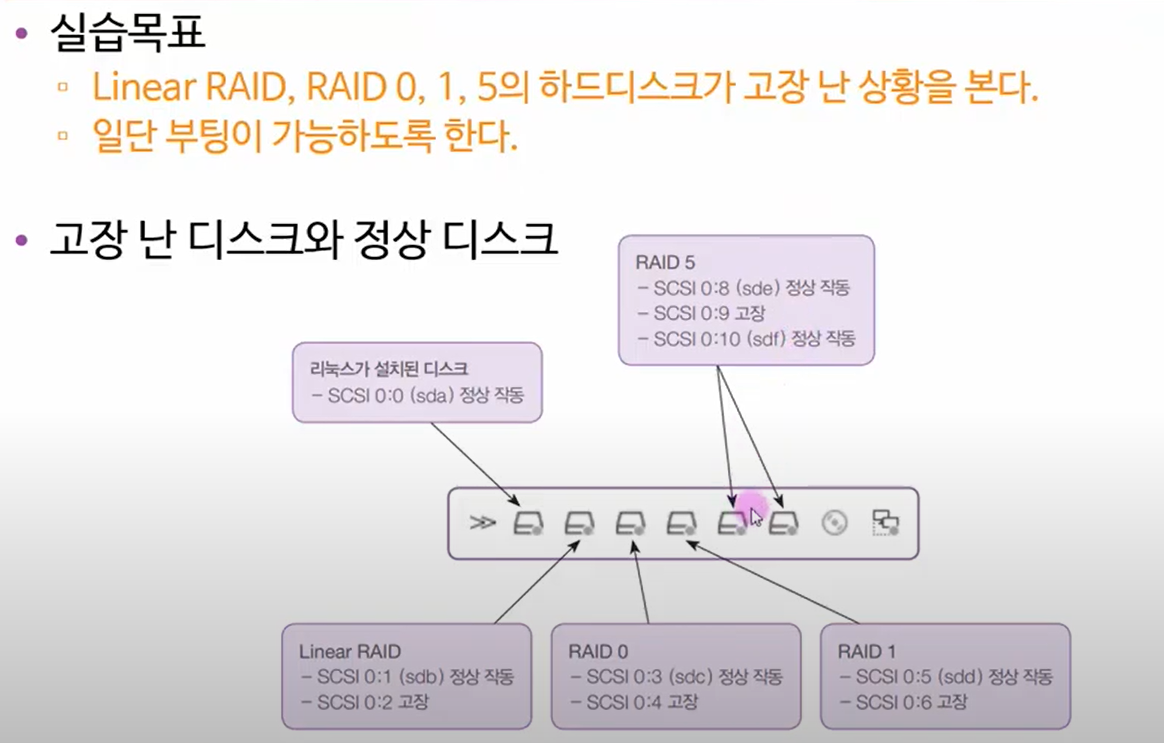 • 실습목표
▫ Linear RAID, RAID 0, 1, 5의 하드디스크가 고장 난 상황을 본다.
▫ 일단 부팅이 가능하도록 한다.
• 고장 난 디스크와 정상 디스크
RAID 5
– SCSI 0:8 (sde) 정상 작동
– SCSI 0:9 고장
– SCSI 0:10 (sdf) 정상 작동
리눅스가 설치된 디스크
– SCSI 0:0 (sda) 정상 작동
Linear RAID
– SCSI 0:1 (sdb) 정상 작동
– SCSI 0:2 고장
RAID 0
– SCSI 0:3 (sdc) 정상 작동
– SCSI 0:4 고장
RAID 1
– SCSI 0:5 (sdd) 정상 작동
– SCSI 0:6 고장